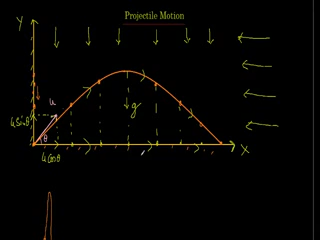 Projectile Motion
Y
u
g
uSinθ
θ
X
uCosθ